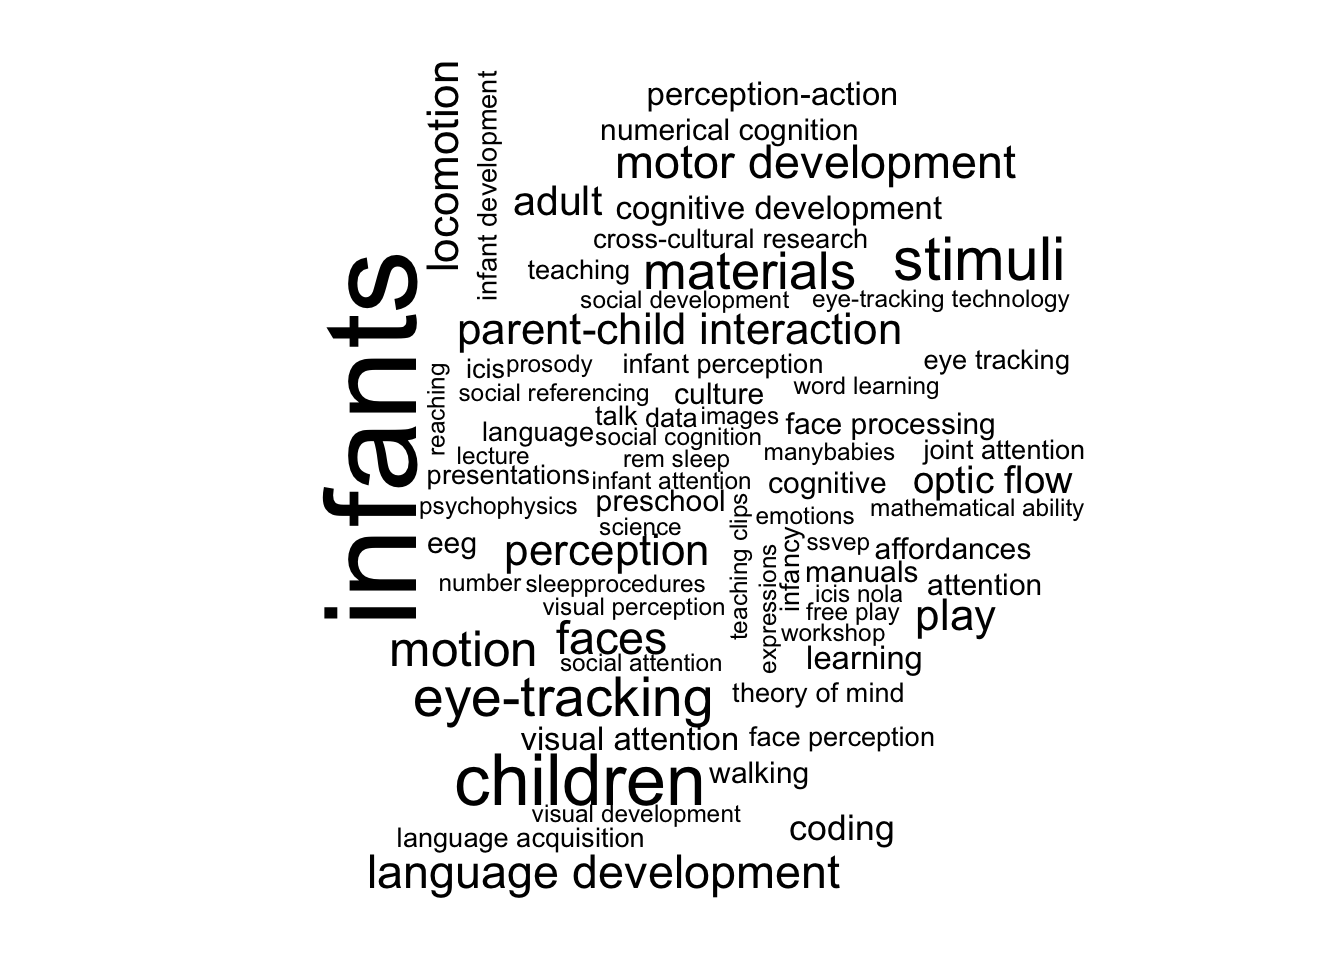 locomotion
infant development
perception-action
numerical cognition
motor development
adult
cognitive development
cross-cultural research
infants
teaching
materials
stimuli
social development
eye-tracking technology
parent-child interaction
reaching
icis
prosody
infant perception
eye tracking
social referencing
culture
word learning
talk
data
images
face processing
language
social cognition
manybabies
joint attention
lecture
rem sleep
presentations
infant attention
cognitive
optic flow
psychophysics
preschool
teaching clips
emotions
mathematical ability
science
eeg
perception
expressions
infancy
ssvep
affordances
manuals
attention
number
sleep
procedures
icis nola
visual perception
free play
play
workshop
motion
faces
social attention
learning
eye-tracking
theory of mind
visual attention
face perception
children
walking
visual development
coding
language acquisition
language development